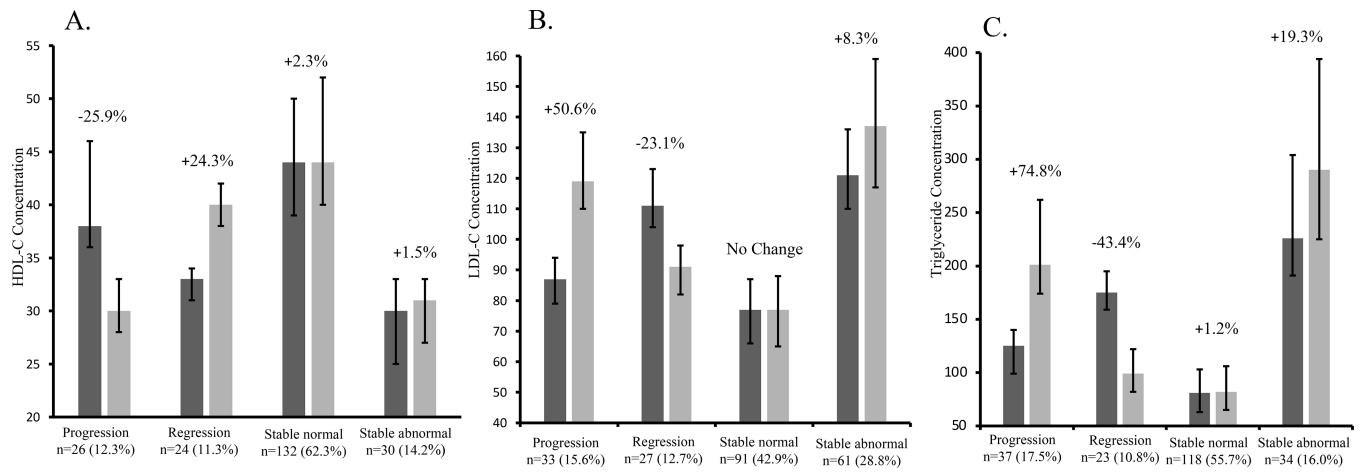 A.
HDL-C Concentration
55
50
45
40
35
30
25
20
-25.9%
+24.3%
+2.3%
+1.5%
Progression
n=26 (12.3%)
Regression
n=24 (11.3%)
Stable normal
n=132 (62.3%)
Stable abnormal
n=30 (14.2%)
B.
LDL-C Concentration
160
150
140
130
120
110
100
90
80
70
60
50
40
+50.6%
-23.1%
No Change
+8.3%
Progression
n=33 (15.6%)
Regression
n=27 (12.7%)
Stable normal
n=91 (42.9%)
Stable abnormal
n=61 (28.8%)
C.
Triglyceride Concentration
400
350
300
250
200
150
100
50
+74.8%
-43.4%
+1.2%
+19.3%
Progression
n=37 (17.5%)
Regression
n=23 (10.8%)
Stable normal
n=118 (55.7%)
Stable abnormal
n=34 (16.0%)